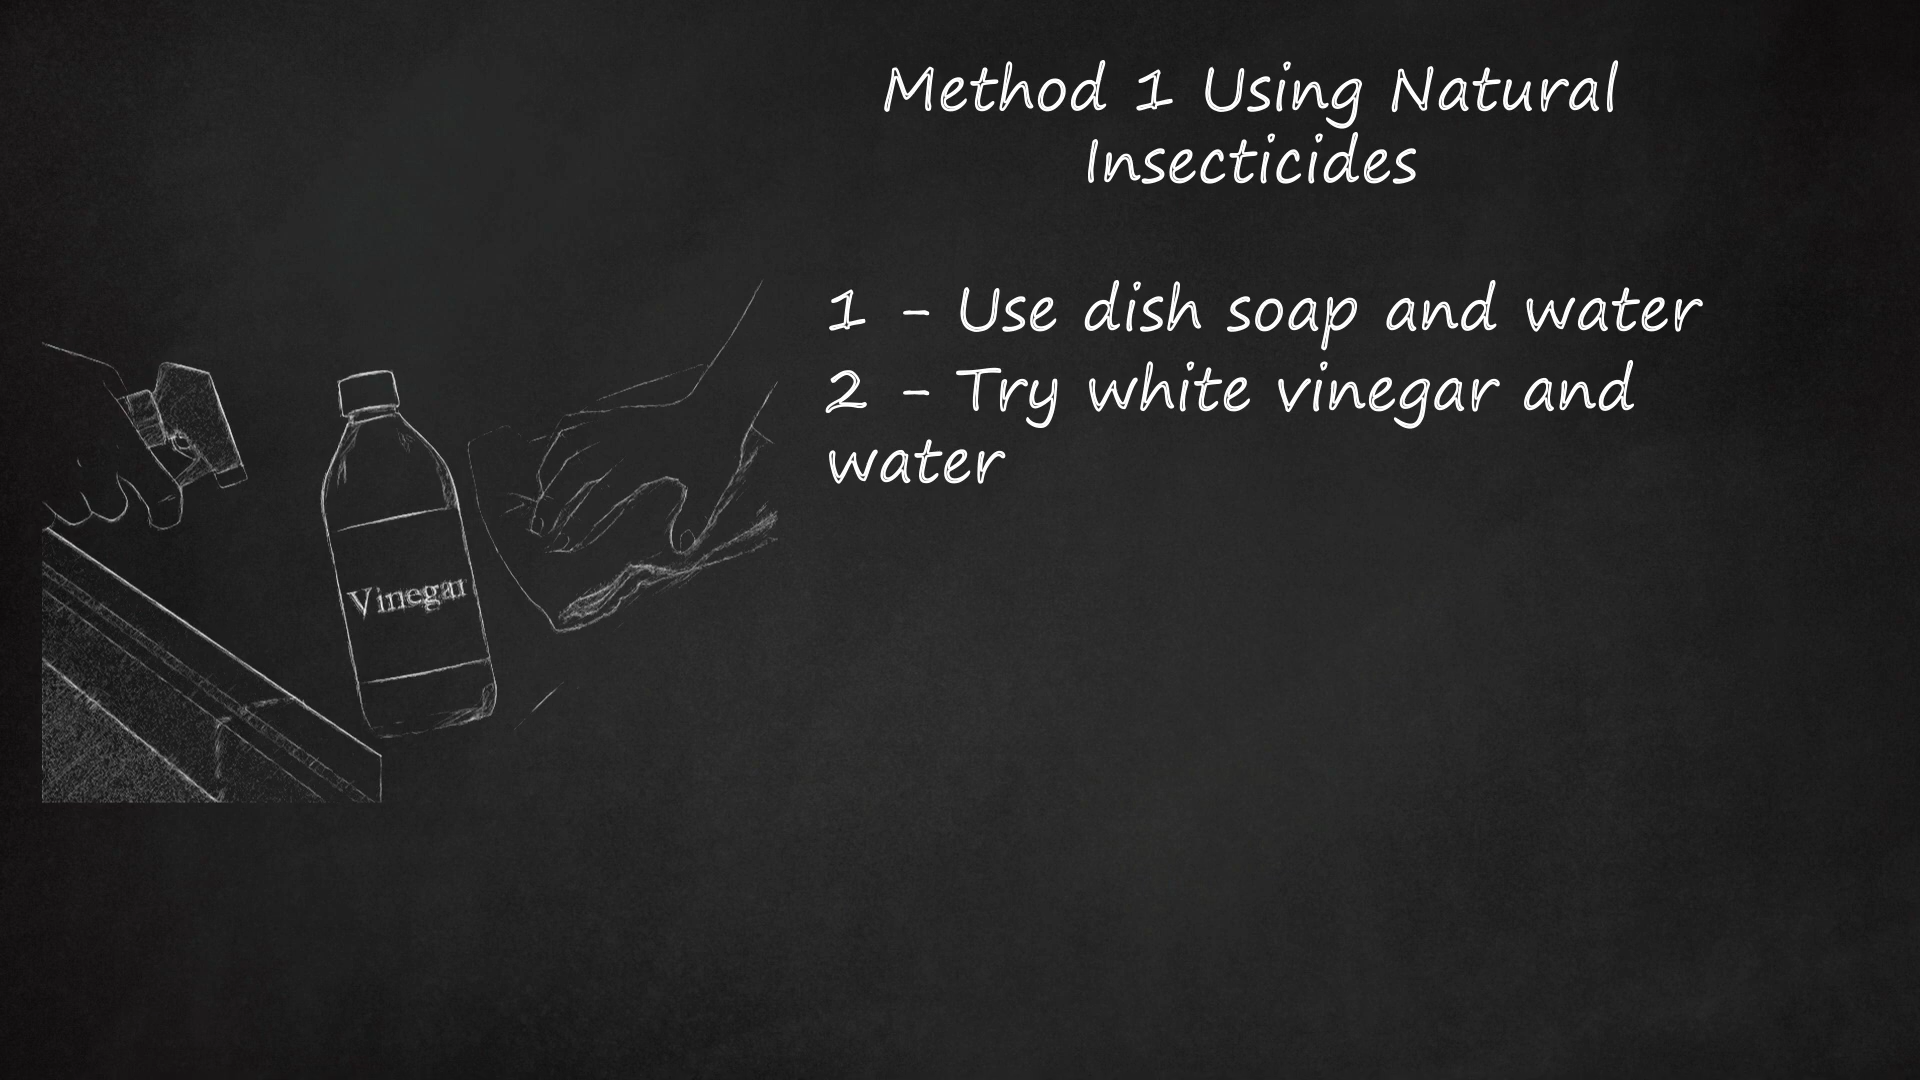 Method 1 Using Natural
Insecticides
1 - Use dish soap and water
2 - Try white vinegar and
water
Vinegar